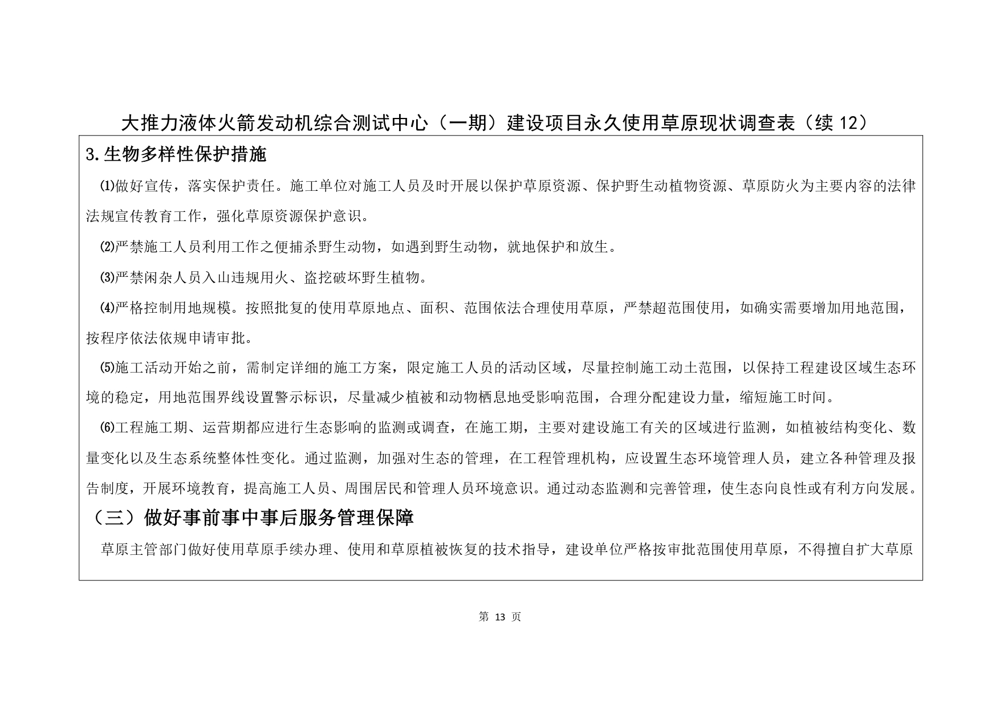 大推力液体火箭发动机综合测试中心（一期）建设项目永久使用草原现状调查表（续 12）
3. 生物多样性保护措施
⑴做好宣传，落实保护责任。施工单位对施工人员及时开展以保护草原资源、保护野生动植物资源、草原防火为主要内容的法律
法规宣传教育工作，强化草原资源保护意识。
⑵严禁施工人员利用工作之便捕杀野生动物，如遇到野生动物，就地保护和放生。
⑶严禁闲杂人员入山违规用火、盗挖破坏野生植物。
⑷严格控制用地规模。按照批复的使用草原地点、面积、范围依法合理使用草原，严禁超范围使用，如确实需要增加用地范围，
按程序依法依规申请审批。
⑸施工活动开始之前，需制定详细的施工方案，限定施工人员的活动区域，尽量控制施工动土范围，以保持工程建设区域生态环
境的稳定，用地范围界线设置警示标识，尽量减少植被和动物栖息地受影响范围，合理分配建设力量，缩短施工时间。
⑹工程施工期、运营期都应进行生态影响的监测或调查，在施工期，主要对建设施工有关的区域进行监测，如植被结构变化、数
量变化以及生态系统整体性变化。通过监测，加强对生态的管理，在工程管理机构，应设置生态环境管理人员，建立各种管理及报
告制度，开展环境教育，提高施工人员、周围居民和管理人员环境意识。通过动态监测和完善管理，使生态向良性或有利方向发展。
（三）做好事前事中事后服务管理保障
草原主管部门做好使用草原手续办理、使用和草原植被恢复的技术指导，建设单位严格按审批范围使用草原，不得擅自扩大草原
第 13 页